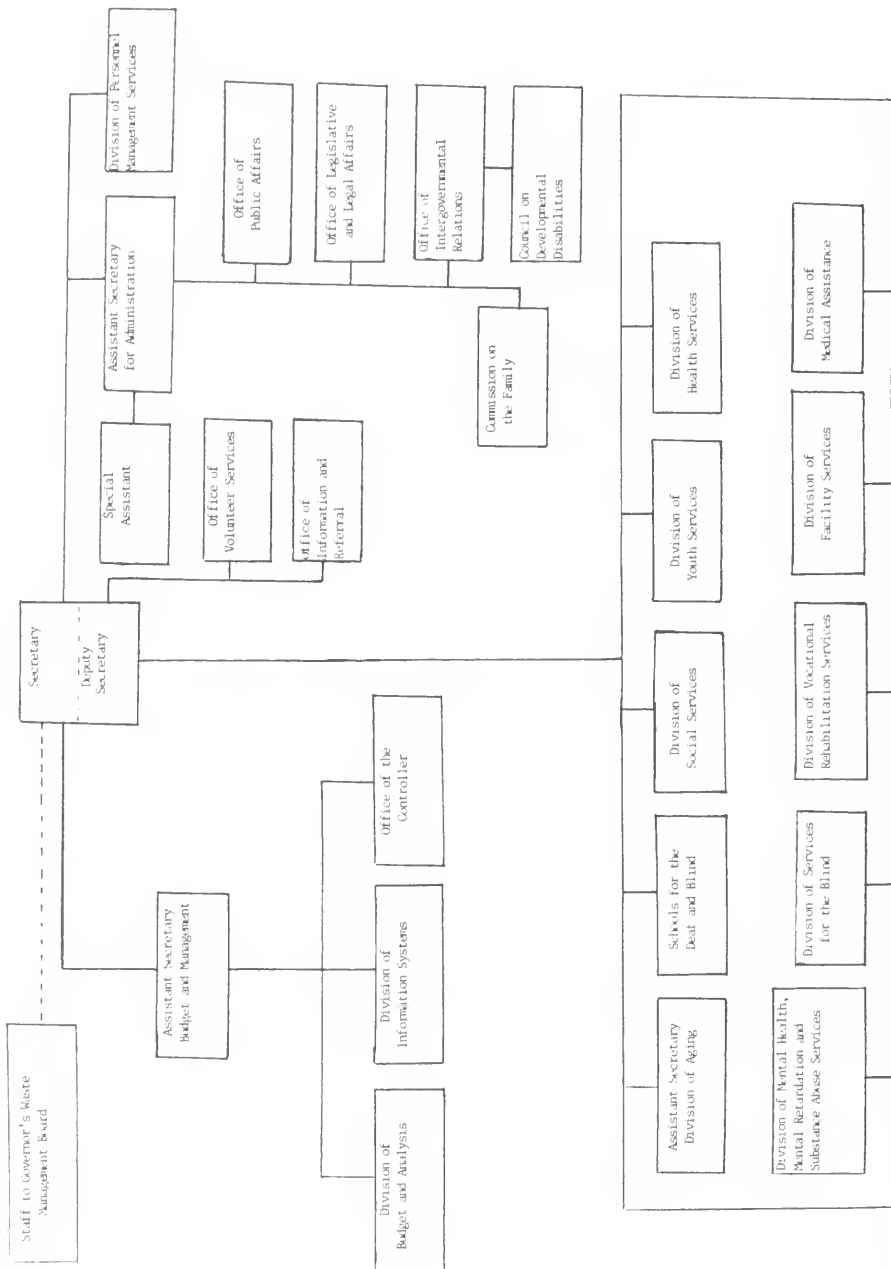 Staff to Governor's Waste
Management Board
Secretary
Deputy
Secretary
Assistant Secretary
Budget and Management
Division of
Budget and Analysis
Division of
Information Systems
Office of the
Controller
Special
Assistant
Assistant Secretary
for Administration
Division of Personnel
Management Services
Office of
Volunteer Services
Office of
Information and
Referral
Office of
Public Affairs
Office of Legislative
and Legal Affairs
Office of
Intergovernmental
Relations
Council on
Developmental
Disabilities
Commission on
the Family
Assistant Secretary
Division of Aging
Schools for the
Deaf and Blind
Division of
Social Services
Division of
Youth Services
Division of
Health Services
Division of Mental Health,
Mental Retardation and
Substance Abuse Services
Division of Services
for the Blind
Division of Vocational
Rehabilitation Services
Division of
Facility Services
Division of
Medical Assistance